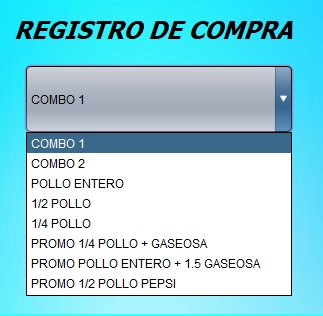 REGISTRO DE COMPRA
COMBO 1
COMBO 1
COMBO 2
POLLO ENTERO
1/2 POLLO
1/4 POLLO
PROMO 1/4 POLLO + GASEOSA
PROMO POLLO ENTERO + 1.5 GASEOSA
PROMO 1/2 POLLO PEPSI